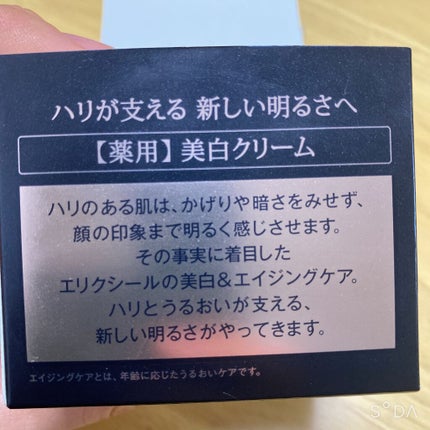 ハリが支える 新しい明るさへ
【薬用】美白クリーム
ハリのある肌は、かげりや暗さをみせず、
顔の印象まで明るく感じさせます。
その事実に着目した
エリクシールの美白&エイジングケア。
ハリとうるおいが支える、
新しい明るさがやってきます。
エイジングケアとは、年齢に応じたうるおいケアです。
SODA